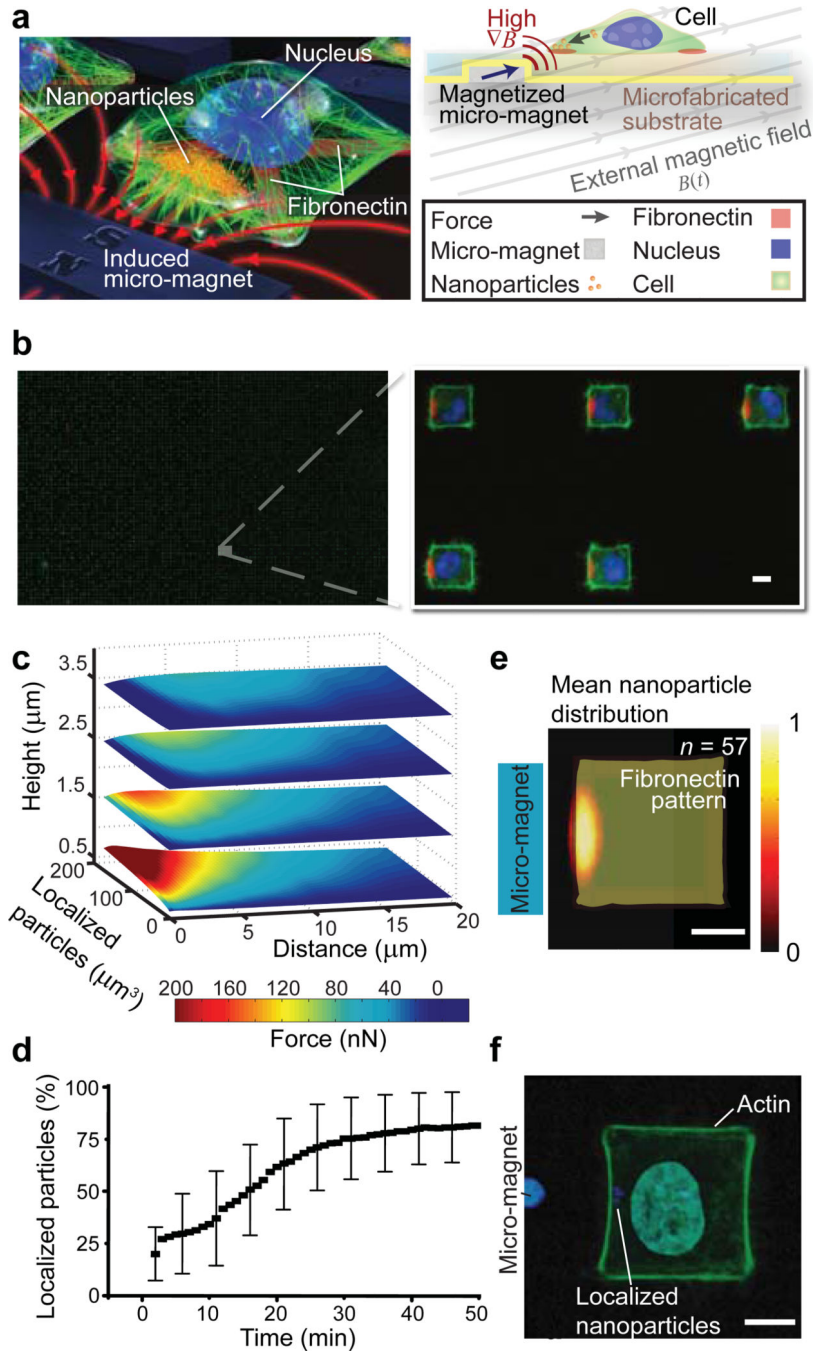 a
Nucleus
Nanoparticles
Fibronectin
Induced
micro-magnet
S
N
High
∇B
Cell
Magnetized
micro-magnet
Microfabricated
substrate
External magnetic field
B(t)
Force
Fibronectin
Micro-magnet
Nucleus
Nanoparticles
Cell
b
c
Height (μm)
3.5
2.5
1.5
0.5
200
100
0
Localized
particles (μm³)
0
5
10
15
20
Distance (μm)
200 160 120 80 40 0
Force (nN)
d
Localized particles (%)
100
75
50
25
0
0 10 20 30 40 50
Time (min)
e
Mean nanoparticle
distribution
n = 57
Fibronectin
pattern
Micro-magnet
1
0
f
Actin
Micro-magnet
Localized
nanoparticles